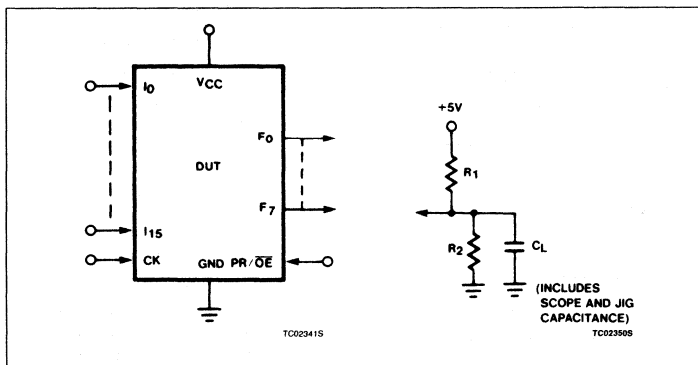 VCC
I0
F0
DUT
F7
I15
CK
GND PR/OE
TC02341S
+5V
R1
R2
CL
(INCLUDES
SCOPE AND JIG
CAPACITANCE)
TC02350S